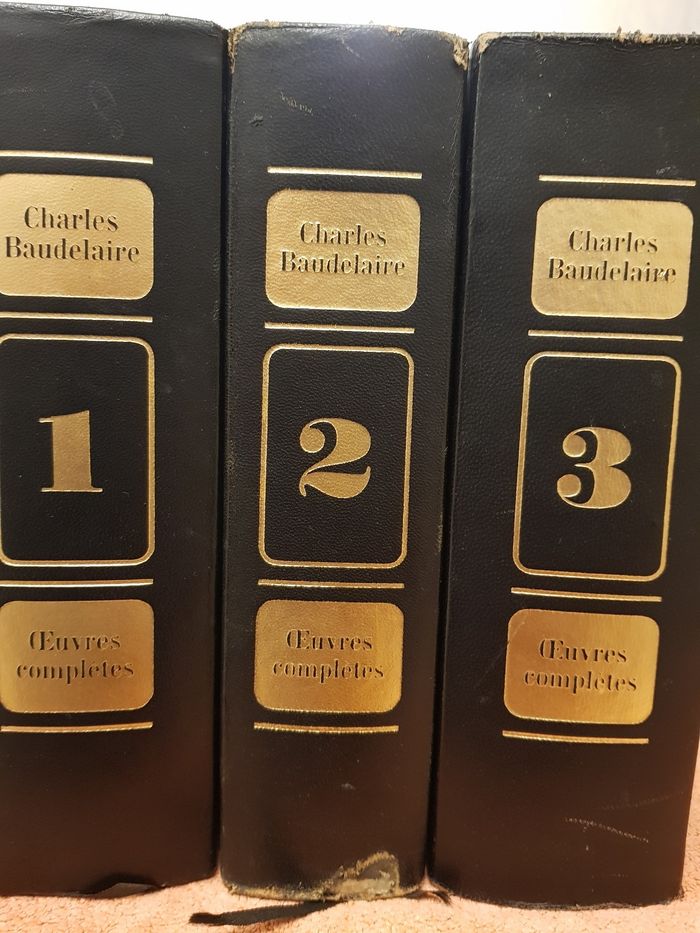 Charles
Baudelaire
1
Œuvres
complètes
Charles
Baudelaire
2
Œuvres
complètes
Charles
Baudelaire
3
Œuvres
complètes